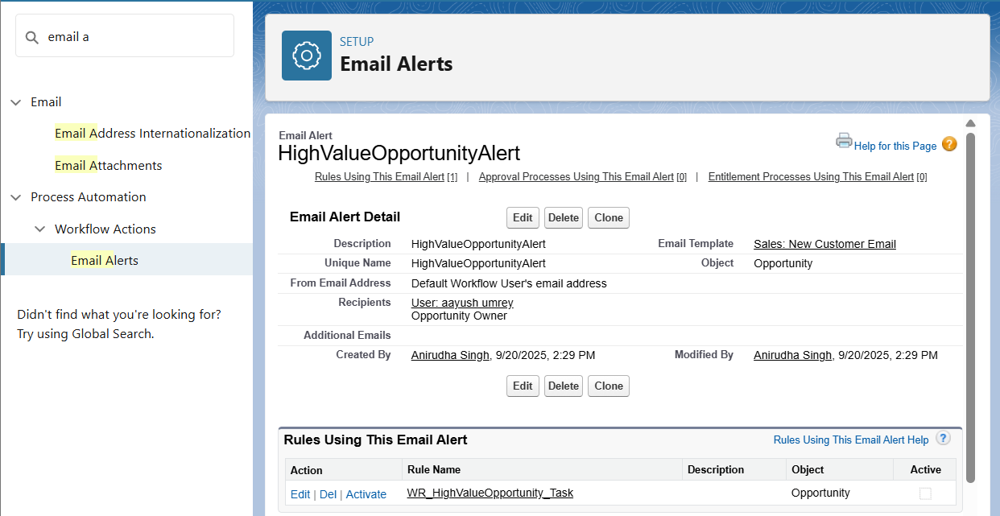 email a
Email
Email Address Internationalization
Email Attachments
Process Automation
Workflow Actions
Email Alerts
Didn't find what you're looking for?
Try using Global Search.
SETUP
Email Alerts
Email Alert
HighValueOpportunityAlert
Help for this Page ?
Rules Using This Email Alert [1] | Approval Processes Using This Email Alert [0] | Entitlement Processes Using This Email Alert [0]
Email Alert Detail Edit Delete Clone
Description HighValueOpportunityAlert Email Template Sales: New Customer Email
Unique Name HighValueOpportunityAlert Object Opportunity
From Email Address Default Workflow User's email address
Recipients User: aayush umrey
Opportunity Owner
Additional Emails
Created By Anirudha Singh, 9/20/2025, 2:29 PM Modified By Anirudha Singh, 9/20/2025, 2:29 PM
Edit Delete Clone
Rules Using This Email Alert Rules Using This Email Alert Help ?
Action Rule Name Description Object Active
Edit | Del | Activate WR_HighValueOpportunity_Task Opportunity